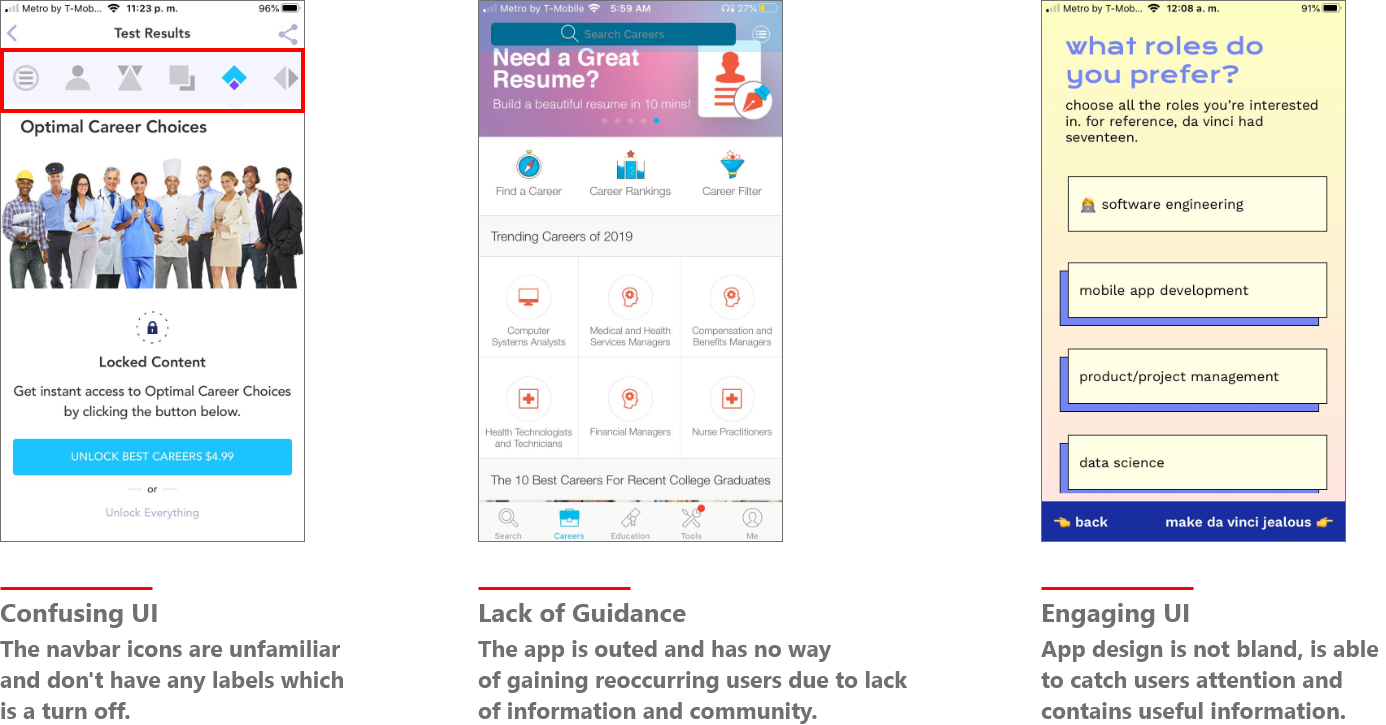 Metro by T-Mob... 11:23 p. m. 96%
Test Results
Optimal Career Choices
Locked Content
Get instant access to Optimal Career Choices
by clicking the button below.
UNLOCK BEST CAREERS $4.99
or
Unlock Everything
Confusing UI
The navbar icons are unfamiliar
and don't have any labels which
is a turn off.
Metro by T-Mobile 5:59 AM 27%
Search Careers
Need a Great
Resume?
Build a beautiful resume in 10 mins!
Find a Career Career Rankings Career Filter
Trending Careers of 2019
Computer
Systems Analysts
Medical and Health
Services Managers
Compensation and
Benefits Managers
Health Technologists
and Technicians
Financial Managers
Nurse Practitioners
The 10 Best Careers For Recent College Graduates
Search Careers Education Tools Me
Lack of Guidance
The app is outed and has no way
of gaining reoccurring users due to lack
of information and community.
Metro by T-Mob... 12:08 a. m. 91%
what roles do
you prefer?
choose all the roles you're interested
in. for reference, da vinci had
seventeen.
software engineering
mobile app development
product/project management
data science
back make da vinci jealous
Engaging UI
App design is not bland, is able
to catch users attention and
contains useful information.